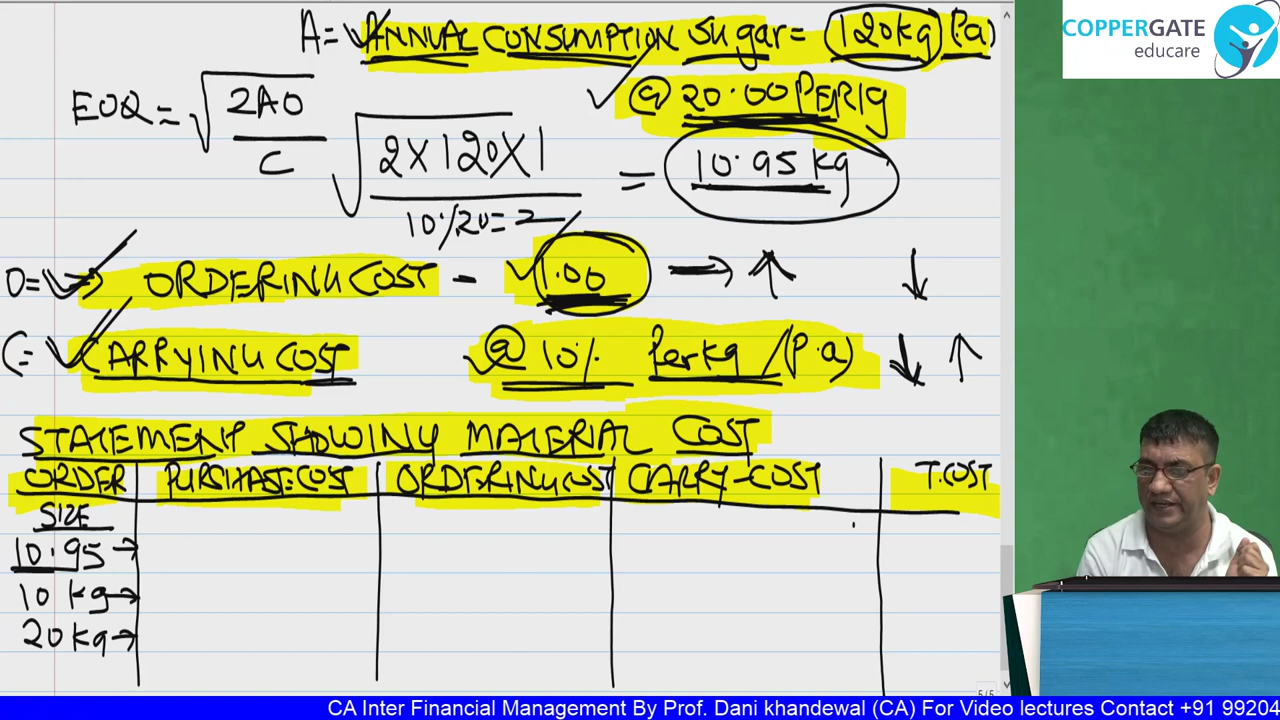 COPPERGATE
educare
A= ANNUAL CONSUMPTION Sugar= 120kg (P.a)
@ 20.00 PER kg
EOQ = √ 2AO / C √ 2X120X1 / 10%20=2 = 10.95 kg
O= ORDERING COST - 1.00 → ↑ ↓
C= CARRYING COST @ 10% Per kg / (P.a) ↓ ↑
STATEMENT SHOWING MATERIAL COST
ORDER SIZE PURCHASE COST ORDERING COST CARRY-COST T.COST
10.95 →
10 kg →
20 kg →
5/5
CA Inter Financial Management By Prof. Dani khandewal (CA) For Video lectures Contact +91 99204